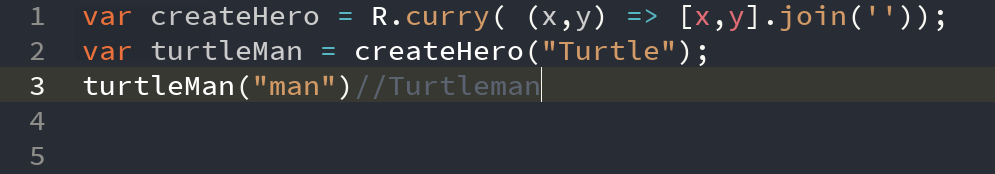 1 var createHero = R.curry( (x,y) => [x,y].join(''));
2 var turtleMan = createHero("Turtle");
3 turtleMan("man")//Turtleman
4
5